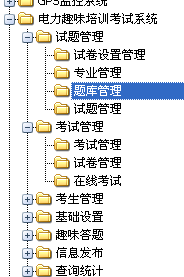 GPS监控系统
电力趣味培训考试系统
试题管理
试卷设置管理
专业管理
题库管理
试题管理
考试管理
考试管理
试卷管理
在线考试
考生管理
基础设置
趣味答题
信息发布
查询统计